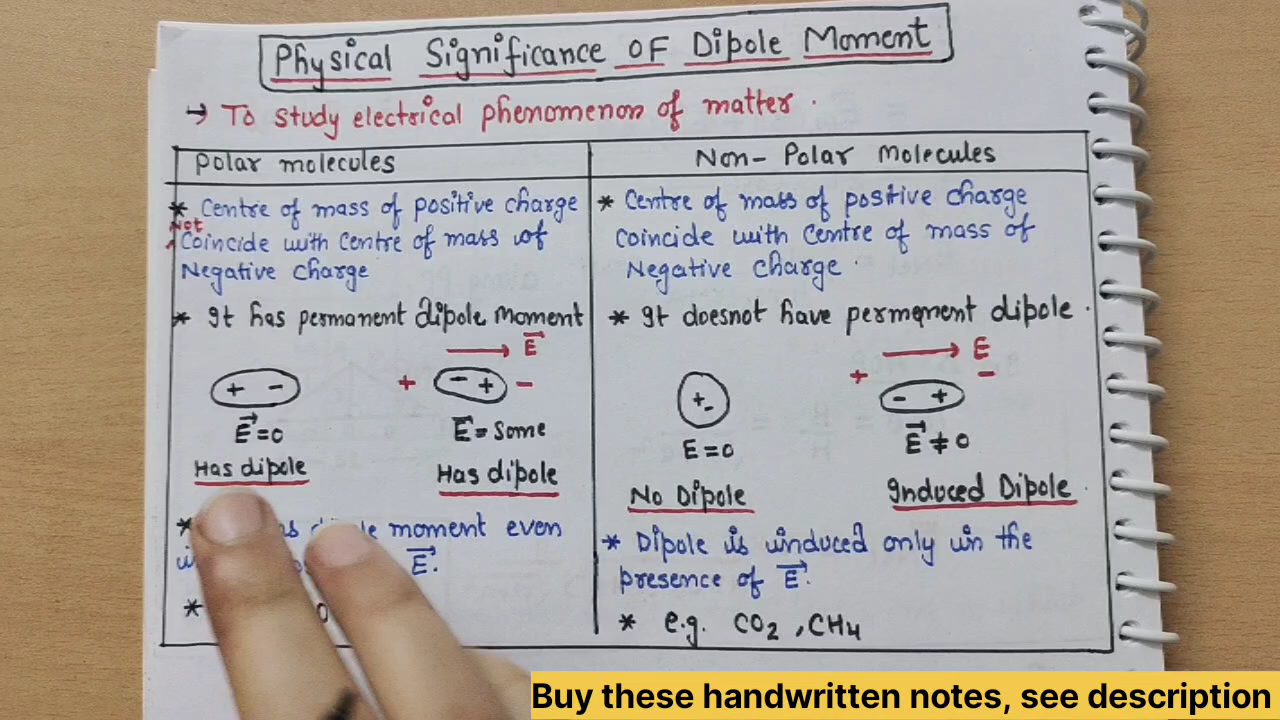 Physical Significance OF Dipole Moment
→ To study electrical phenomenon of matter.
Polar molecules
* Centre of mass of positive charge
Not
Coincide with Centre of mass of
Negative charge
* It has permanent dipole moment
E
+ - + - + -
E=0 E=Some
Has dipole Has dipole
* moment even
E.
*
Non-Polar Molecules
* Centre of mass of positive charge
coincide with Centre of mass of
Negative charge
* It doesnot have permenent dipole.
E
+ - + - + -
E=0 E≠0
No Dipole Induced Dipole.
* Dipole is induced only in the
presence of E.
* e.g. CO2, CH4
Buy these handwritten notes, see description